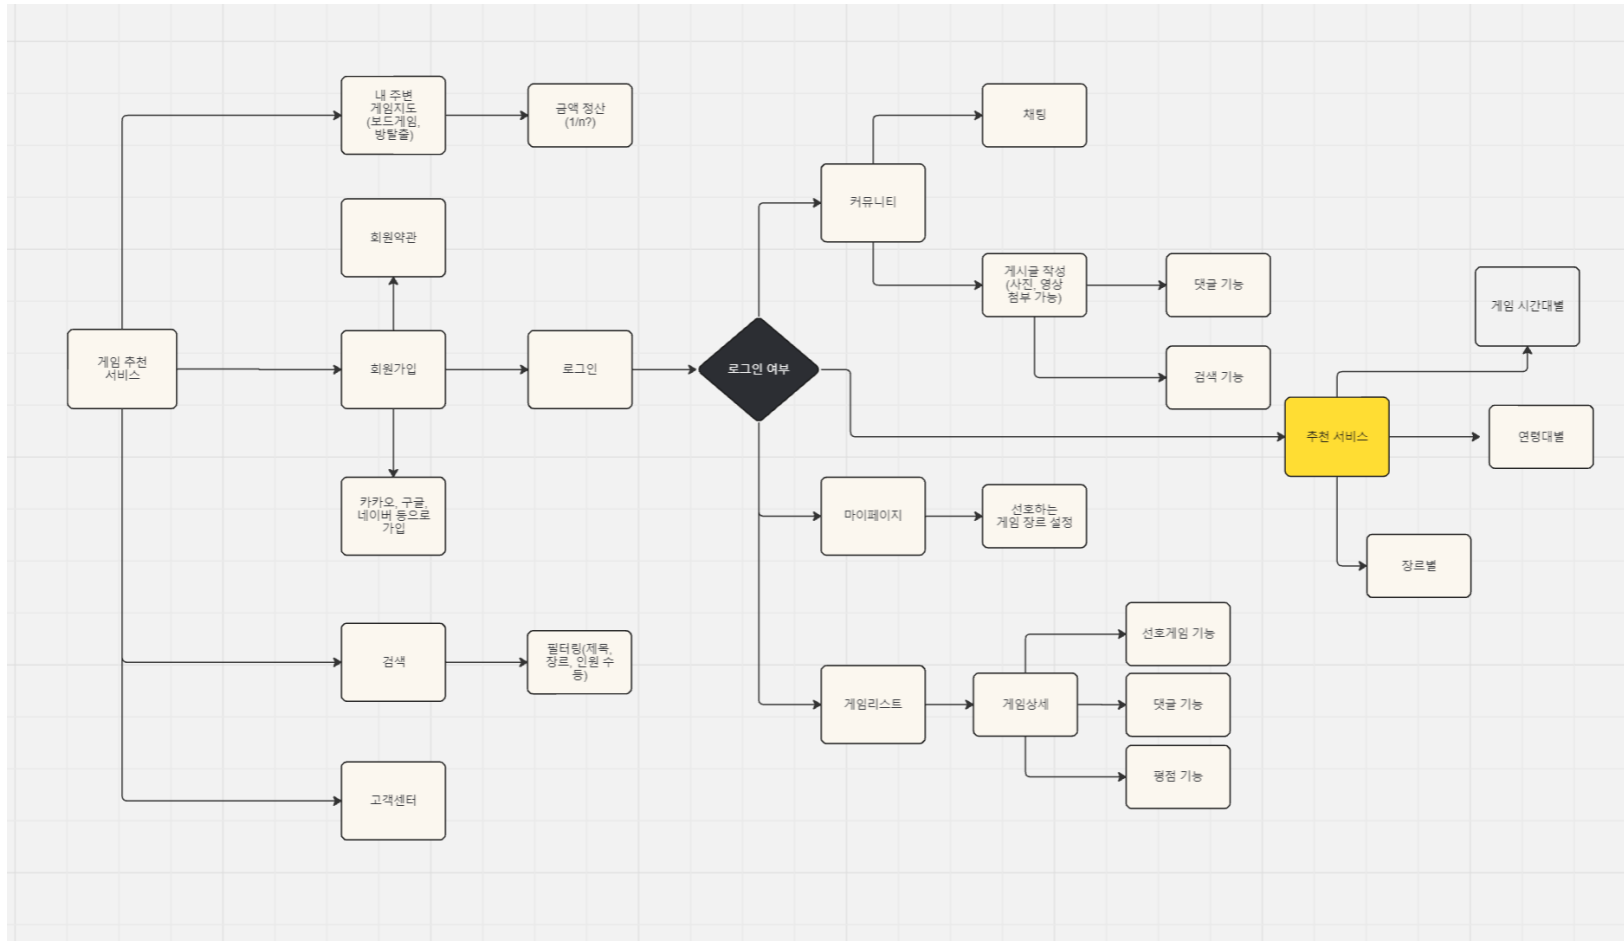 내 주변
게임지도
(보드게임,
방탈출)
금액 정산
(1/n?)
채팅
회원약관
커뮤니티
게시글 작성
(사진, 영상
첨부 가능)
댓글 기능
게임 시간대별
게임 추천
서비스
회원가입
로그인
로그인 여부
검색 기능
추천 서비스
연령대별
카카오, 구글,
네이버 등으로
가입
마이페이지
선호하는
게임 장르 설정
장르별
검색
필터링(제목,
장르, 인원 수
등)
게임리스트
게임상세
선호게임 기능
댓글 기능
평점 기능
고객센터